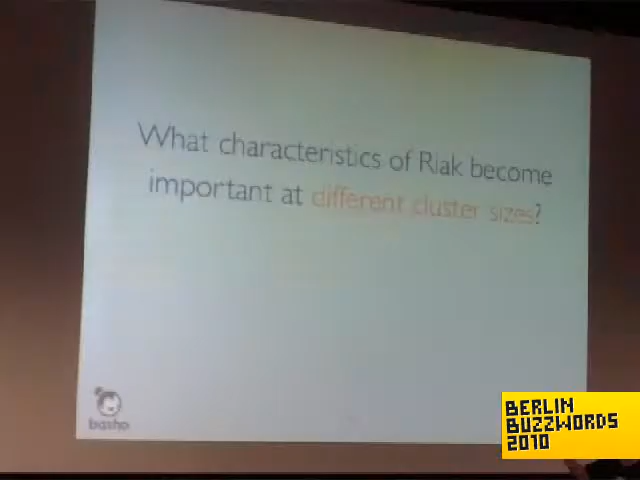 What characteristics of Riak become
important at different cluster sizes?
basho
BERLIN
BUZZWORDS
2010